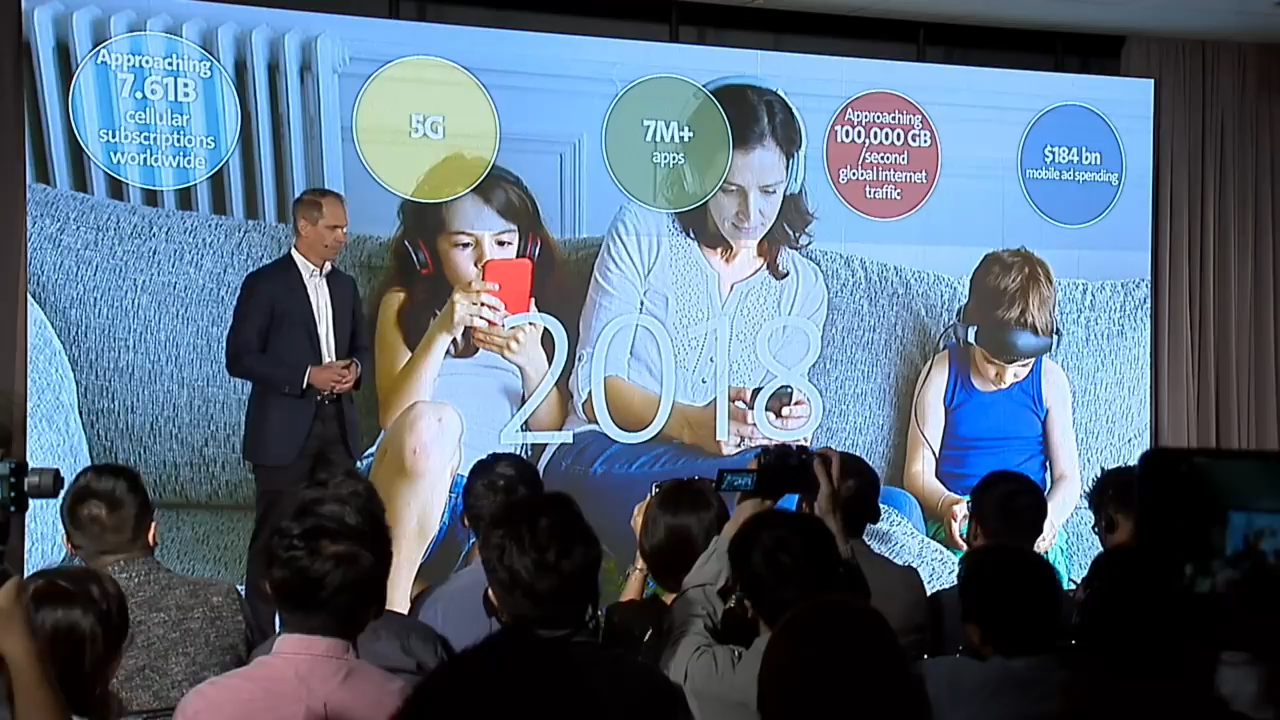 Approaching
7.61B
cellular
subscriptions
worldwide
5G
7M+
apps
Approaching
100,000 GB
/second
global internet
traffic
$184 bn
mobile ad spending
2018